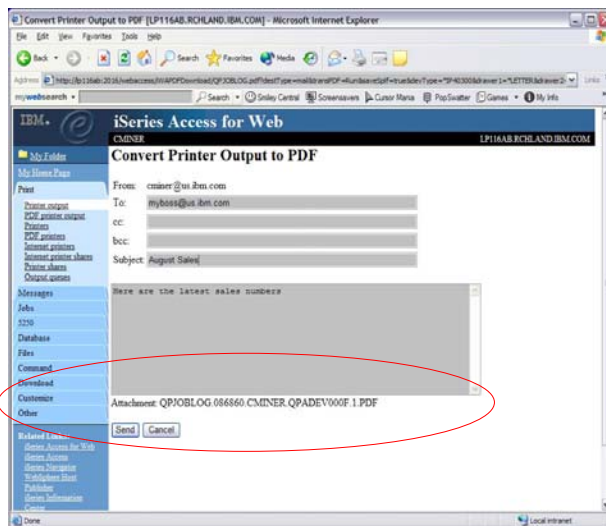 Convert Printer Output to PDF [LP116AB.RCHLAND.IBM.COM] - Microsoft Internet Explorer
File Edit View Favorites Tools Help
Back Search Favorites Media
Address
mywebsearch Search Smiley Central Screensavers Cursor Mania PopSwatter Games My Info
IBM. iSeries Access for Web
CMINER LP116AB.RCHLAND.IBM.COM
My Folder
My Home Page
Print
Printer output
PDF printer output
Printers
PDF printers
Internet printers
Internet printer shares
Printer shares
Output queues
Messages
Jobs
5250
Database
Files
Command
Download
Customize
Other
Related Links
iSeries Access for Web
iSeries Access
iSeries Navigator
WebSphere Host
Publisher
iSeries Information
Center
Convert Printer Output to PDF
From: cminer@us.ibm.com
To: myboss@us.ibm.com
cc:
bcc:
Subject: August Sales
Here are the latest sales numbers
Attachment: QPJOBLOG.086860.CMINER.QPADEV000F.1.PDF
Send Cancel
Done Local intranet